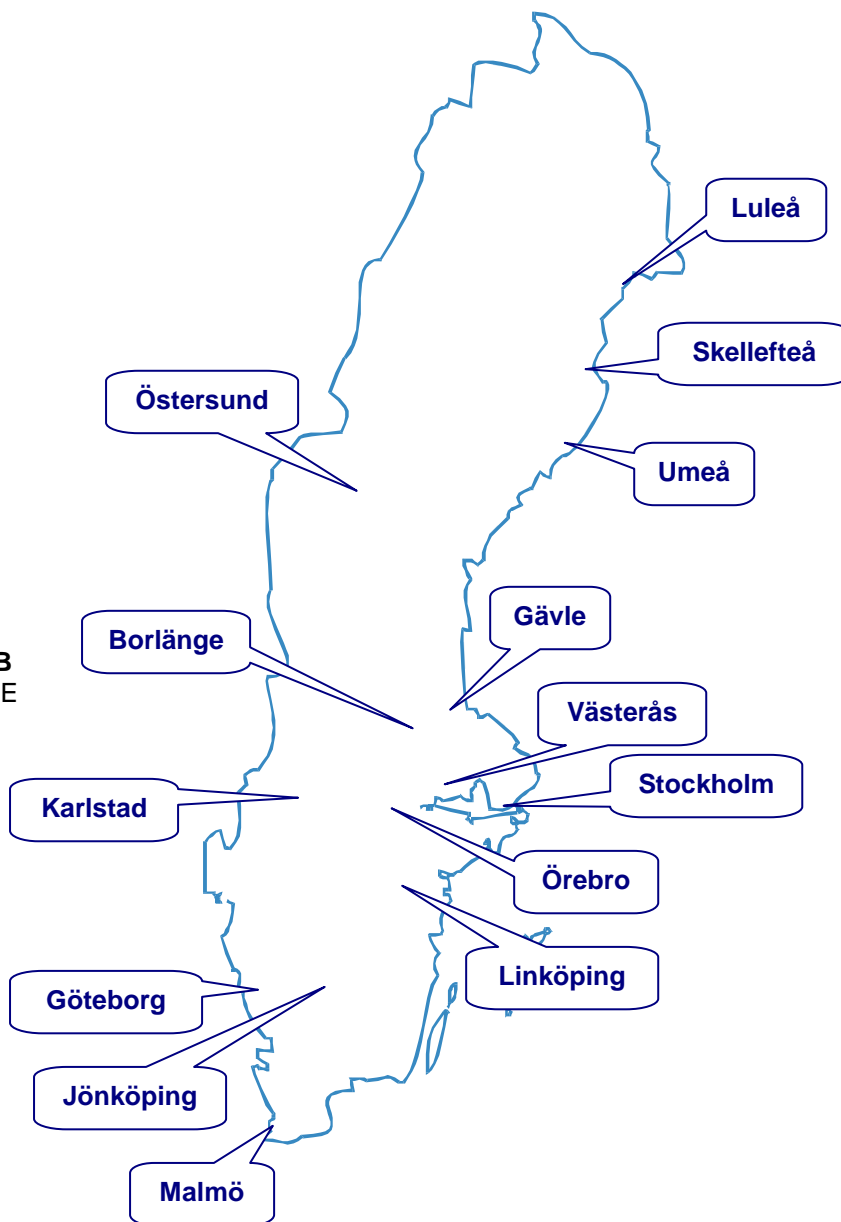 Luleå
Skellefteå
Östersund
Umeå
Gävle
Borlänge
B
E
Västerås
Stockholm
Karlstad
Örebro
Linköping
Göteborg
Jönköping
Malmö